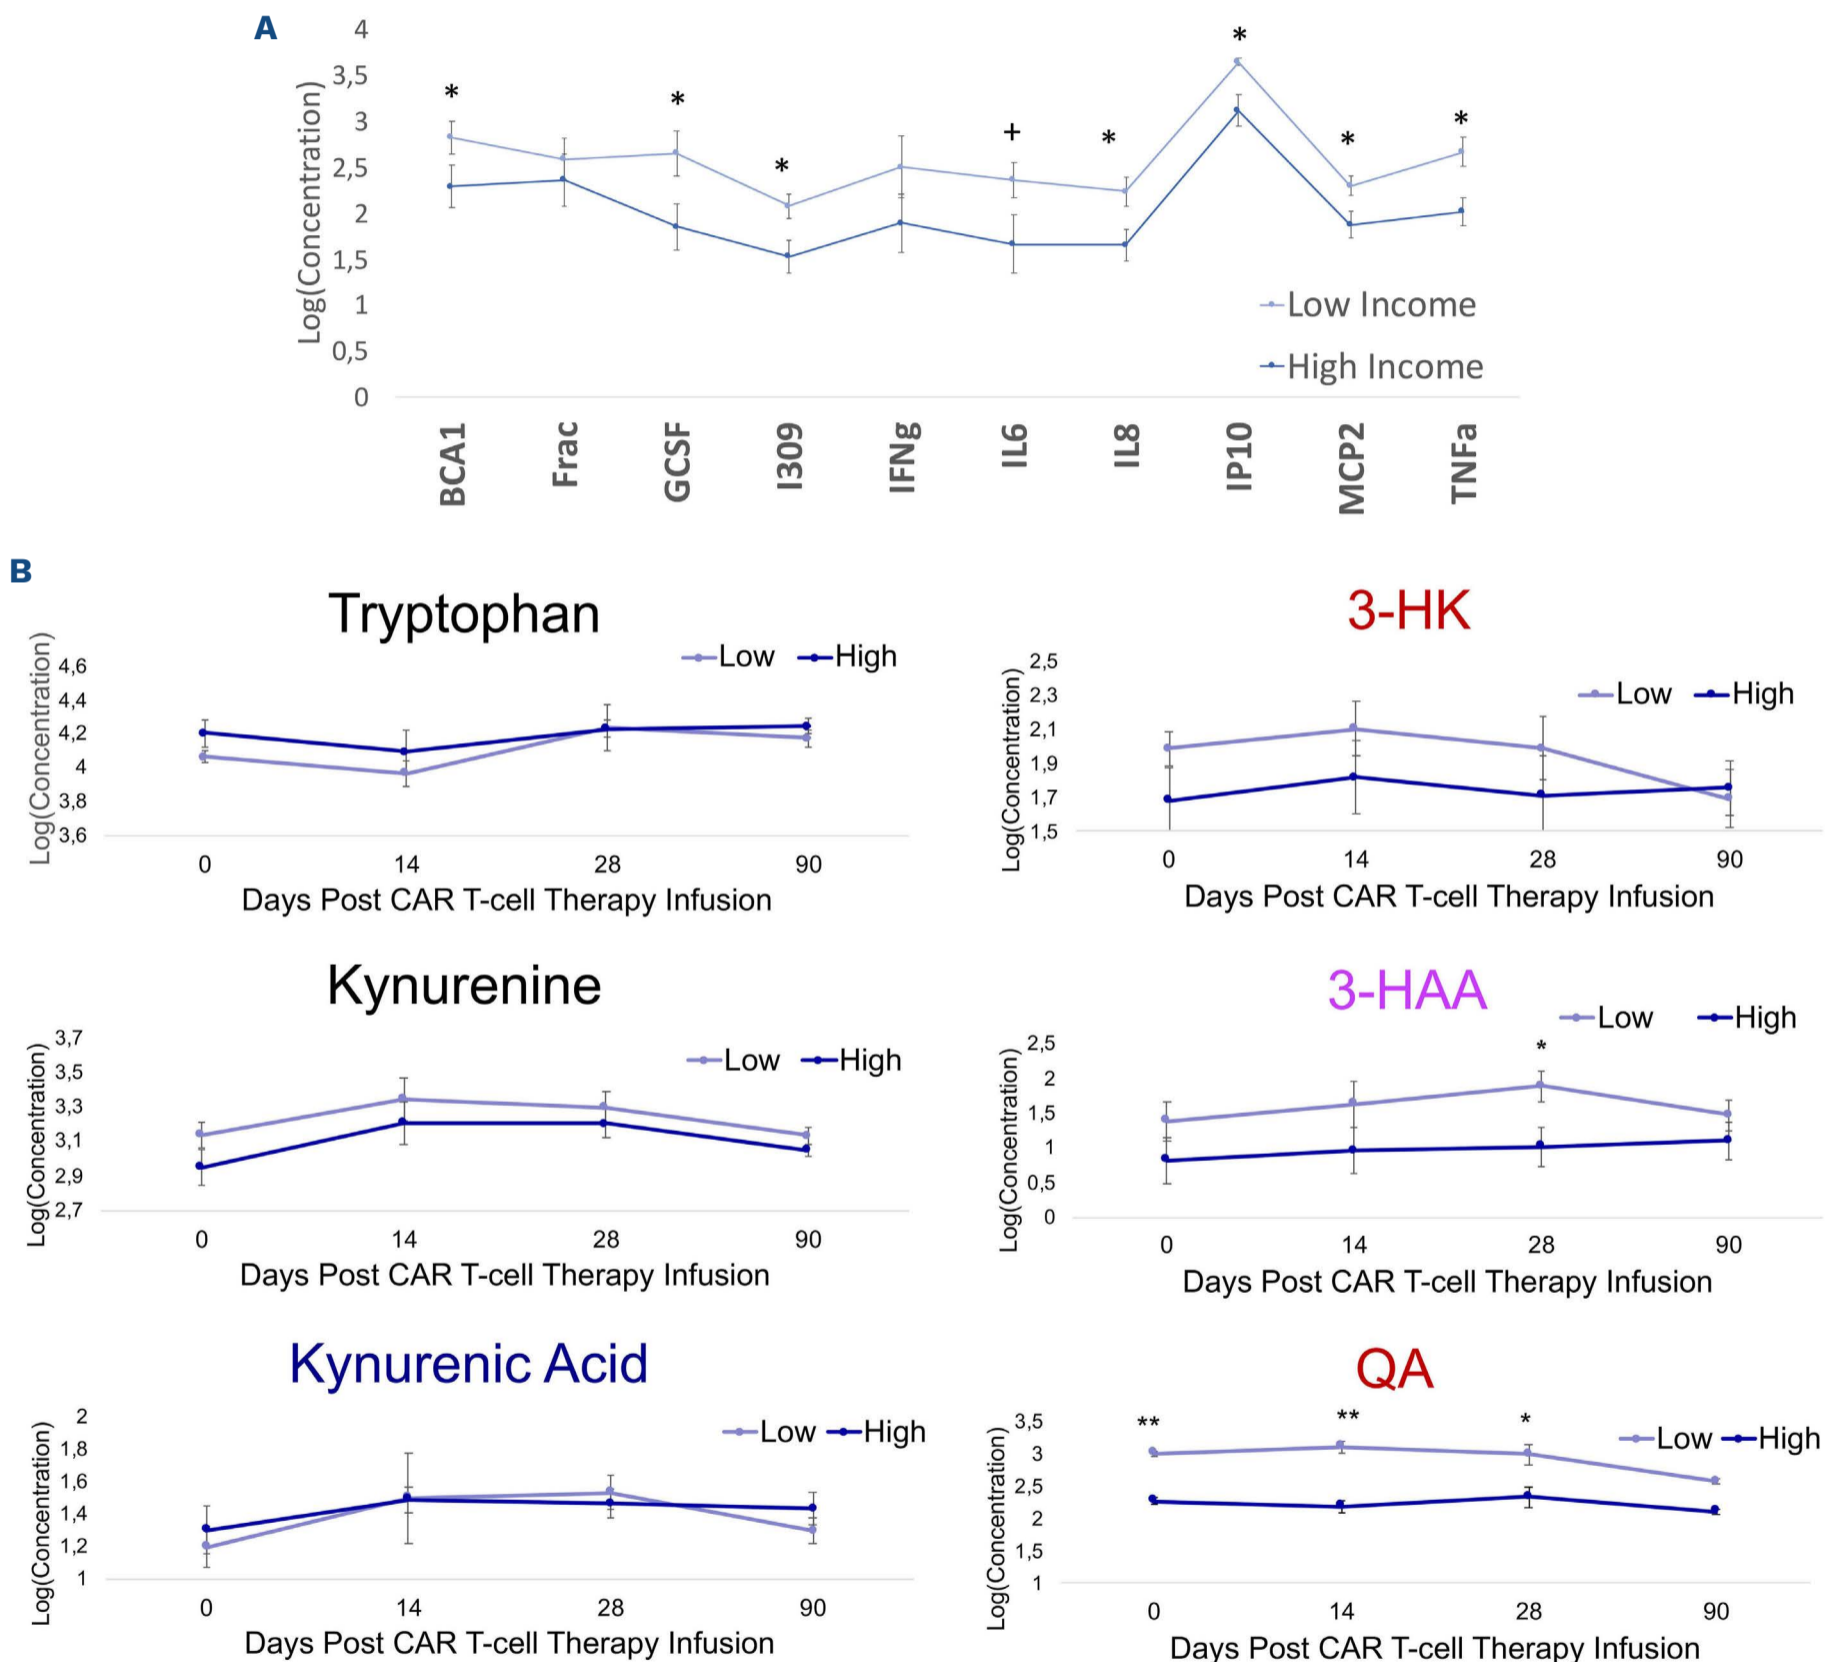 A
4
3,5
3
2,5
2
1,5
1
0,5
0
Log(Concentration)
*
*
*
+
*
*
*
*
Low Income
High Income
BCA1
Frac
GCSF
I309
IFNg
IL6
IL8
IP10
MCP2
TNFa
B
Tryptophan
Low High
Log(Concentration)
4,6
4,4
4,2
4
3,8
3,6
0 14 28 90
Days Post CAR T-cell Therapy Infusion
3-HK
Low High
Log(Concentration)
2,5
2,3
2,1
1,9
1,7
1,5
0 14 28 90
Days Post CAR T-cell Therapy Infusion
Kynurenine
Low High
Log(Concentration)
3,7
3,5
3,3
3,1
2,9
2,7
0 14 28 90
Days Post CAR T-cell Therapy Infusion
3-HAA
Low High
*
Log(Concentration)
2,5
2
1,5
1
0,5
0
0 14 28 90
Days Post CAR T-cell Therapy Infusion
Kynurenic Acid
Low High
Log(Concentration)
2
1,8
1,6
1,4
1,2
1
0 14 28 90
Days Post CAR T-cell Therapy Infusion
QA
** ** *
Low High
Log(Concentration)
3,5
3
2,5
2
1,5
1
0 14 28 90
Days Post CAR T-cell Therapy Infusion